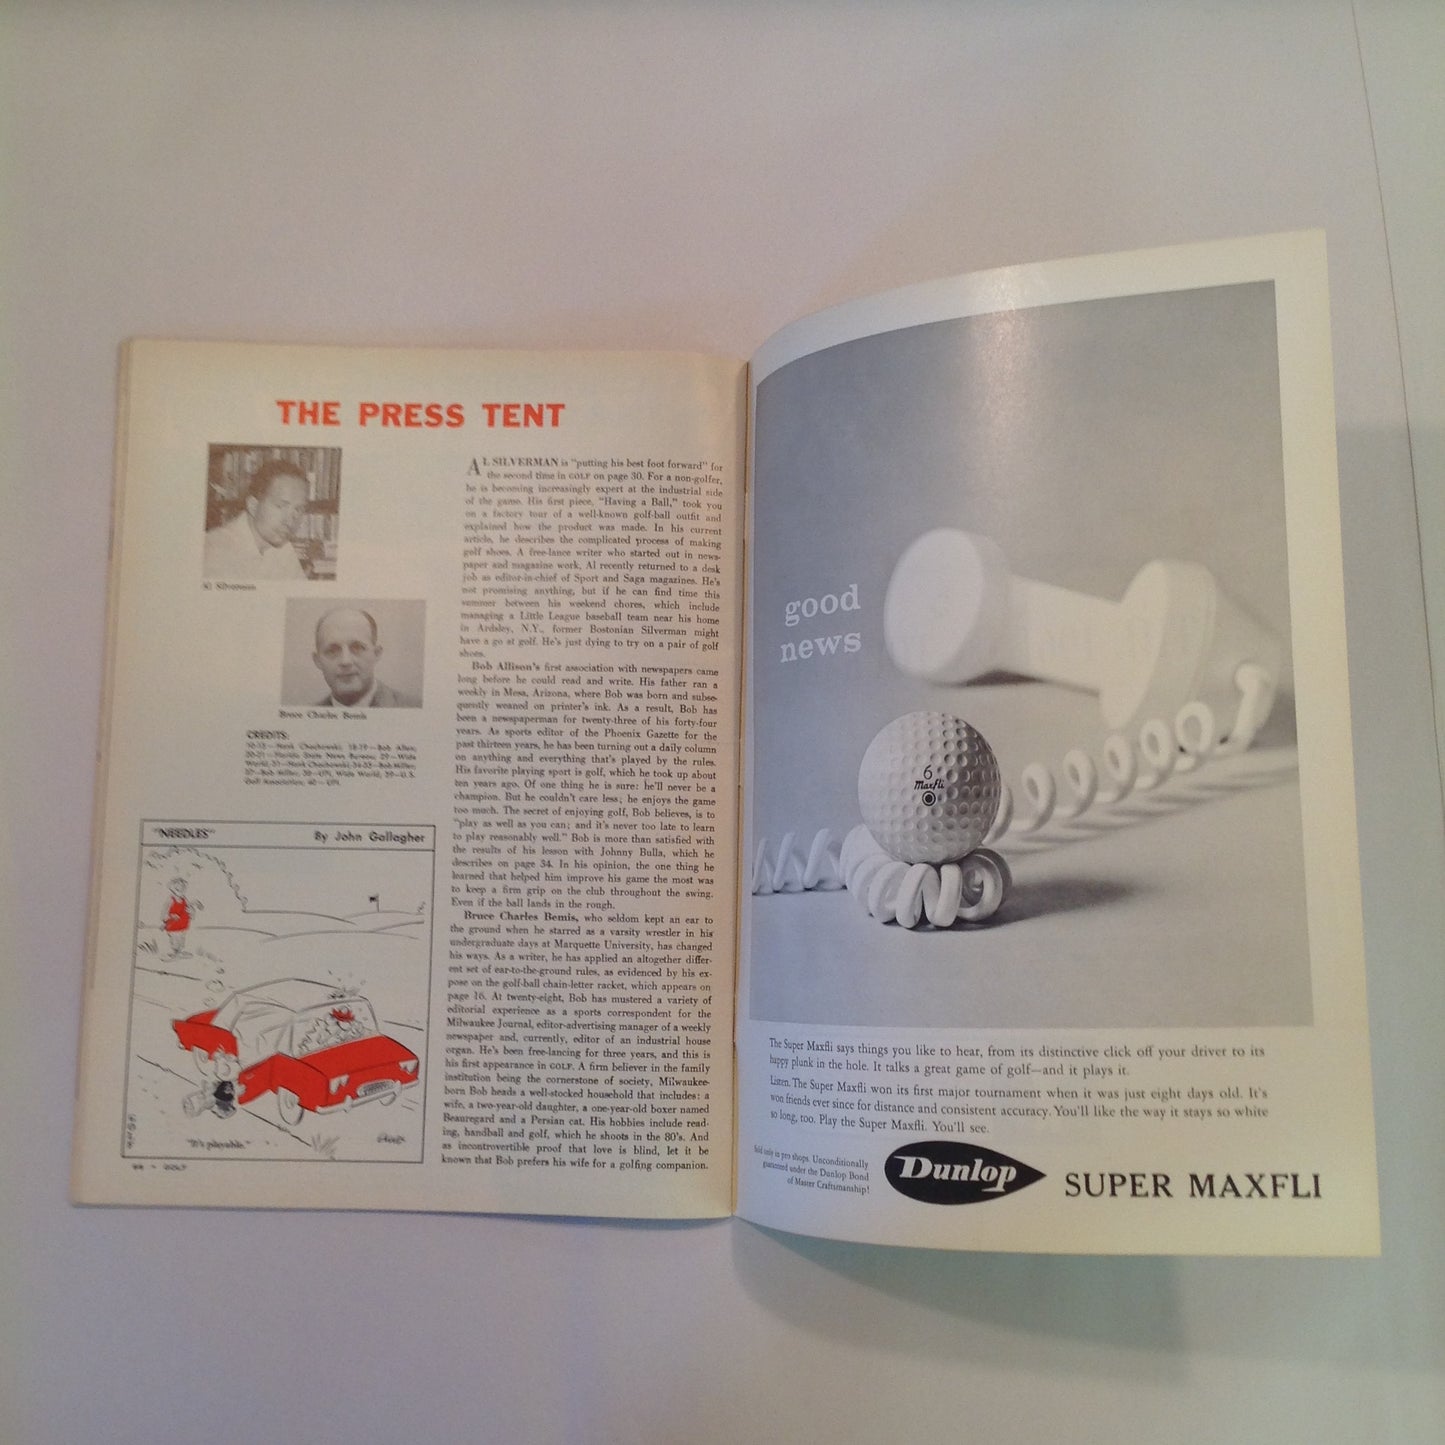 THE PRESS TENT
Al Silverman
Bruce Charles Bemis
CREDITS:
"NEEDLES"
By John Gallagher
"It's playable."
AL SILVERMAN is "putting his best foot forward" for
the second time in GOLF on page 30. For a non-golfer,
he is becoming increasingly expert at the industrial side
of the game. His first piece, "Having a Ball," took you
on a factory tour of a well-known golf-ball outfit and
explained how the product was made. In his current
article, he describes the complicated process of making
golf shoes. A free-lance writer who started out in news-
paper and magazine work, Al recently returned to a desk
job as editor-in-chief of Sport and Saga magazines. He's
not promising anything, but if he can find time this
summer between his weekend chores, which include
managing a Little League baseball team near his home
in Ardsley, N.Y., former Bostonian Silverman might
have a go at golf. He's just dying to try on a pair of golf
shoes.
Bob Allison's first association with newspapers came
long before he could read and write. His father ran a
weekly in Mesa, Arizona, where Bob was born and subse-
quently weaned on printer's ink. As a result, Bob has
been a newspaperman for twenty-three of his forty-four
years. As sports editor of the Phoenix Gazette for the
past thirteen years, he has been turning out a daily column
on anything and everything that's played by the rules.
His favorite playing sport is golf, which he took up about
ten years ago. Of one thing he is sure: he'll never be a
champion. But he couldn't care less; he enjoys the game
too much. The secret of enjoying golf, Bob believes, is to
"play as well as you can; and it's never too late to learn
to play reasonably well." Bob is more than satisfied with
the results of his lesson with Johnny Bulla, which he
describes on page 34. In his opinion, the one thing he
learned that helped him improve his game the most was
to keep a firm grip on the club throughout the swing.
Even if the ball lands in the rough.
Bruce Charles Bemis, who seldom kept an ear to
the ground when he starred as a varsity wrestler in his
undergraduate days at Marquette University, has changed
his ways. As a writer, he has applied an altogether differ-
ent set of ear-to-the-ground rules, as evidenced by his ex-
pose on the golf-ball chain-letter racket, which appears on
page 16. At twenty-eight, Bob has mustered a variety of
editorial experience as a sports correspondent for the
Milwaukee Journal, editor-advertising manager of a weekly
newspaper and, currently, editor of an industrial house
organ. He's been free-lancing for three years, and this is
his first appearance in GOLF. A firm believer in the family
institution being the cornerstone of society, Milwaukee-
born Bob heads a well-stocked household that includes: a
wife, a two-year-old daughter, a one-year-old boxer named
Beauregard and a Persian cat. His hobbies include read-
ing, handball and golf, which he shoots in the 80's. And
as incontrovertible proof that love is blind, let it be
known that Bob prefers his wife for a golfing companion.
good
news
6
Maxfli
The Super Maxfli says things you like to hear, from its distinctive click off your driver to its
happy plunk in the hole. It talks a great game of golf—and it plays it.
Listen. The Super Maxfli won its first major tournament when it was just eight days old. It's
won friends ever since for distance and consistent accuracy. You'll like the way it stays so white
so long, too. Play the Super Maxfli. You'll see.
Sold only in pro shops. Unconditionally
guaranteed under the Dunlop Bond
of Master Craftsmanship!
Dunlop
SUPER MAXFLI